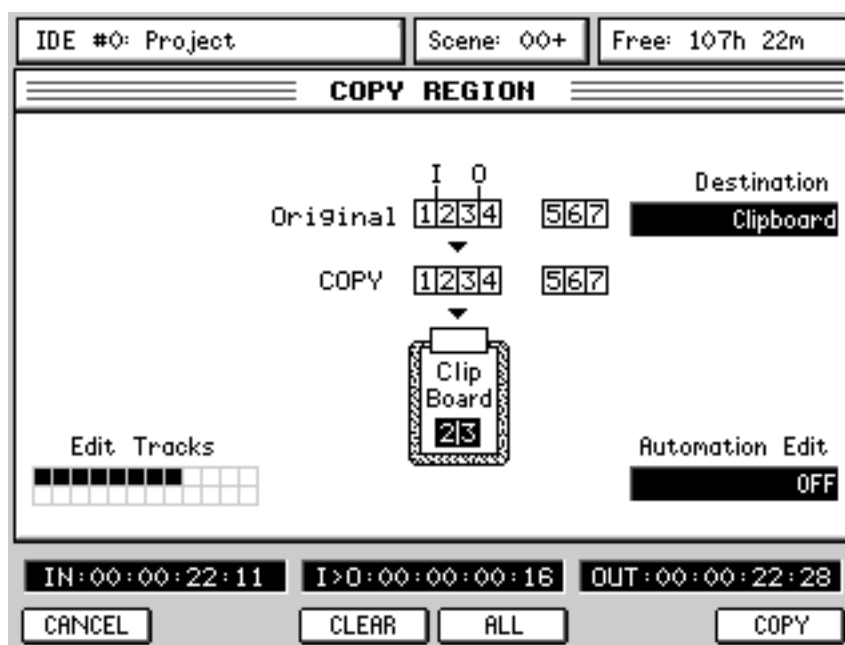 IDE #0: Project
Scene: 00+
Free: 107h 22m
COPY REGION
I O
Original 1234 567
Destination
Clipboard
COPY 1234 567
Clip
Board
23
Edit Tracks
Automation Edit
OFF
IN:00:00:22:11
I>O:00:00:00:16
OUT:00:00:22:28
CANCEL
CLEAR
ALL
COPY